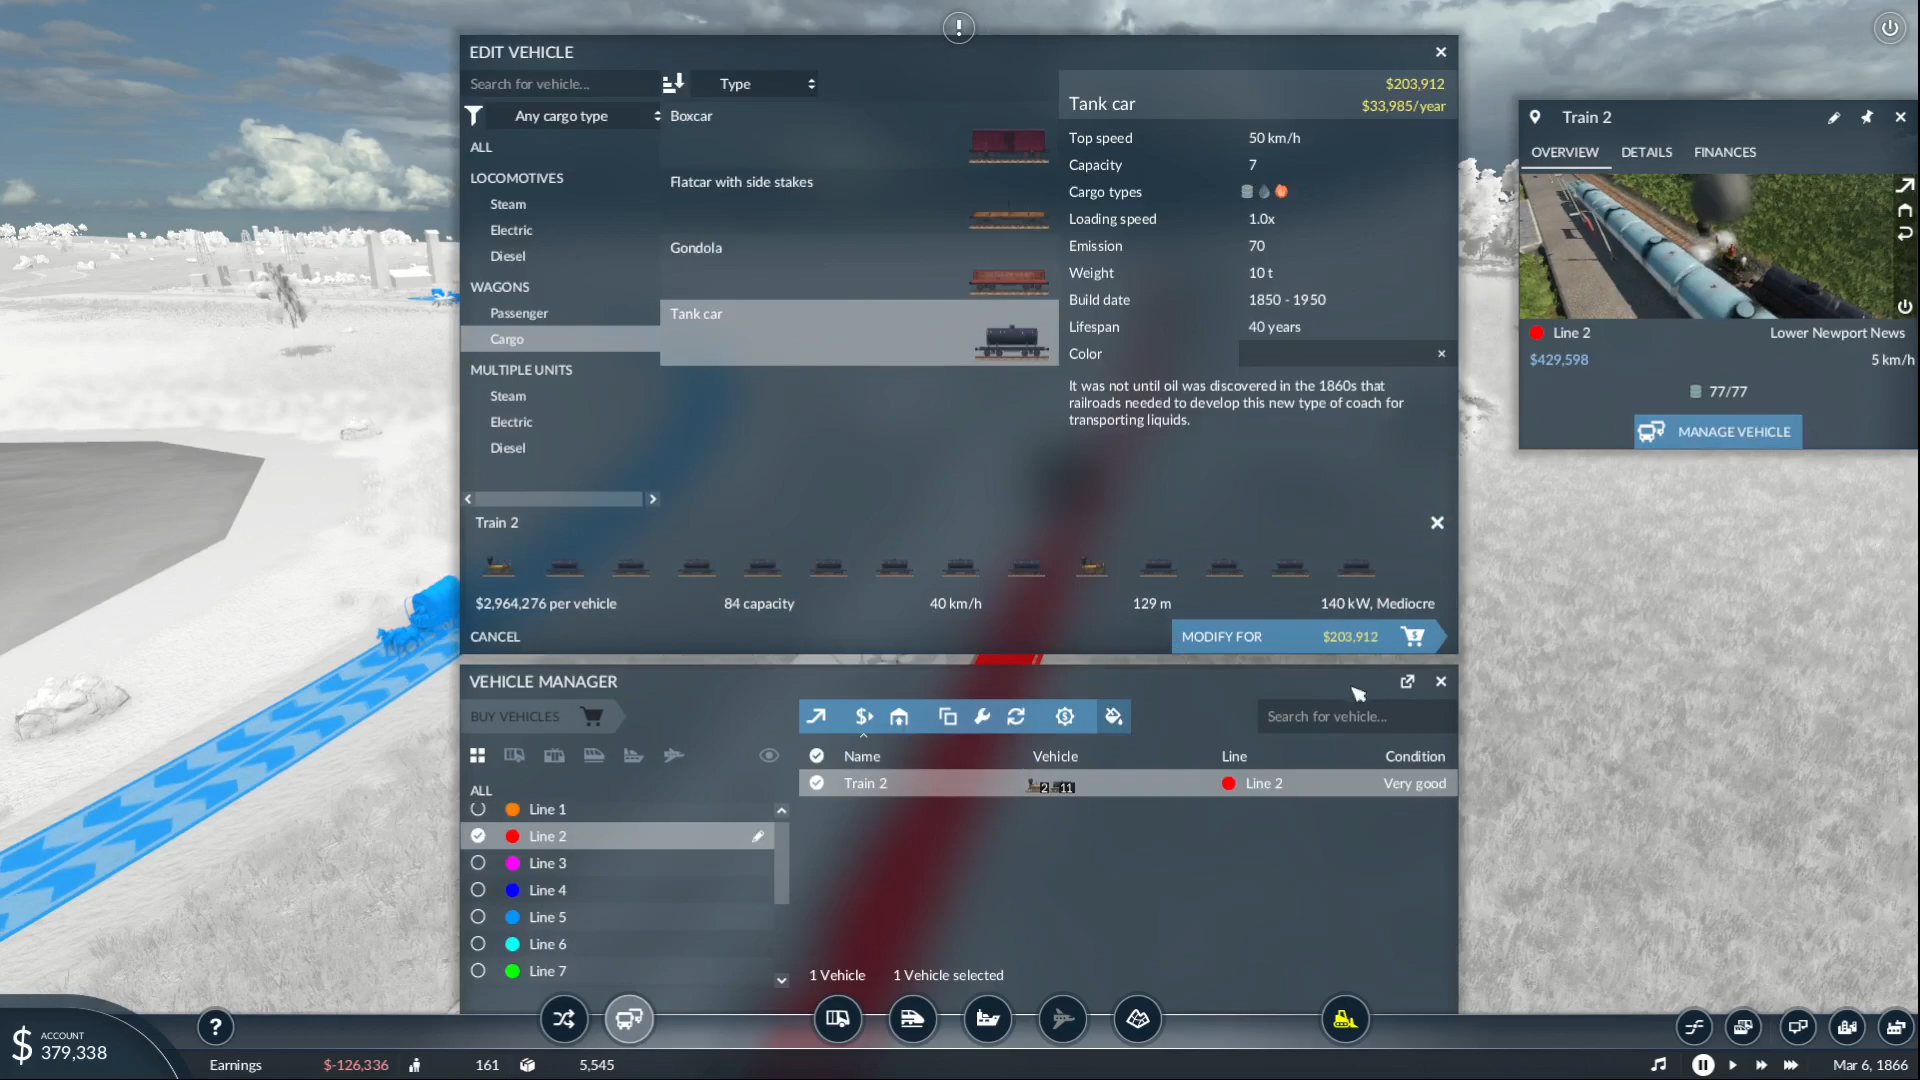 EDIT VEHICLE
Search for vehicle...
Type
Any cargo type
ALL
LOCOMOTIVES
Steam
Electric
Diesel
WAGONS
Passenger
Cargo
MULTIPLE UNITS
Steam
Electric
Diesel
Boxcar
Flatcar with side stakes
Gondola
Tank car
$203,912
Tank car
$33,985/year
Top speed 50 km/h
Capacity 7
Cargo types
Loading speed 1.0x
Emission 70
Weight 10 t
Build date 1850 - 1950
Lifespan 40 years
Color
It was not until oil was discovered in the 1860s that
railroads needed to develop this new type of coach for
transporting liquids.
Train 2
$2,964,276 per vehicle 84 capacity 40 km/h 129 m 140 kW, Mediocre
CANCEL
MODIFY FOR $203,912
Train 2
OVERVIEW DETAILS FINANCES
Line 2 Lower Newport News
$429,598 5 km/h
77/77
MANAGE VEHICLE
VEHICLE MANAGER
BUY VEHICLES
Search for vehicle...
Name Vehicle Line Condition
Train 2 2 11 Line 2 Very good
ALL
Line 1
Line 2
Line 3
Line 4
Line 5
Line 6
Line 7
1 Vehicle 1 Vehicle selected
$ ACCOUNT
379,338
?
Earnings $-126,336 161 5,545
Mar 6, 1866